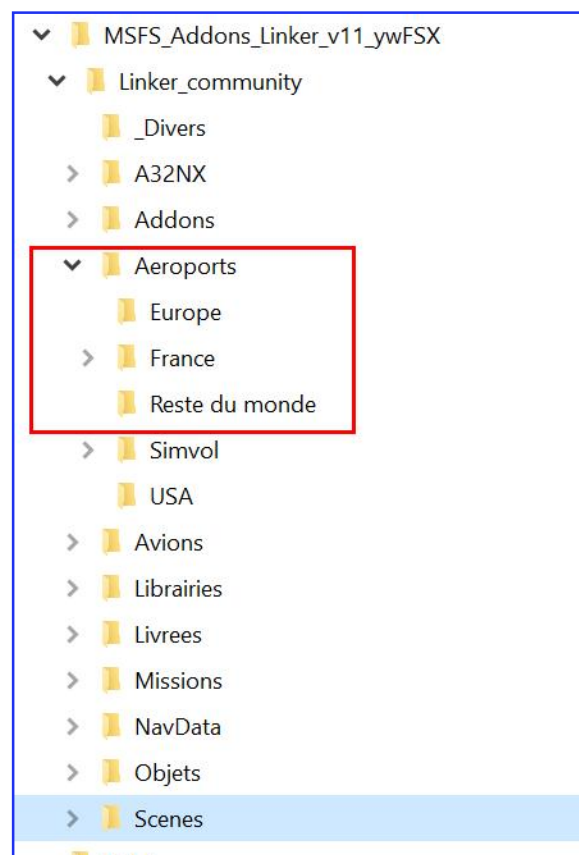 MSFS_Addons_Linker_v11_ywFSX
Linker_community
_Divers
A32NX
Addons
Aeroports
Europe
France
Reste du monde
Simvol
USA
Avions
Librairies
Livrees
Missions
NavData
Objets
Scenes